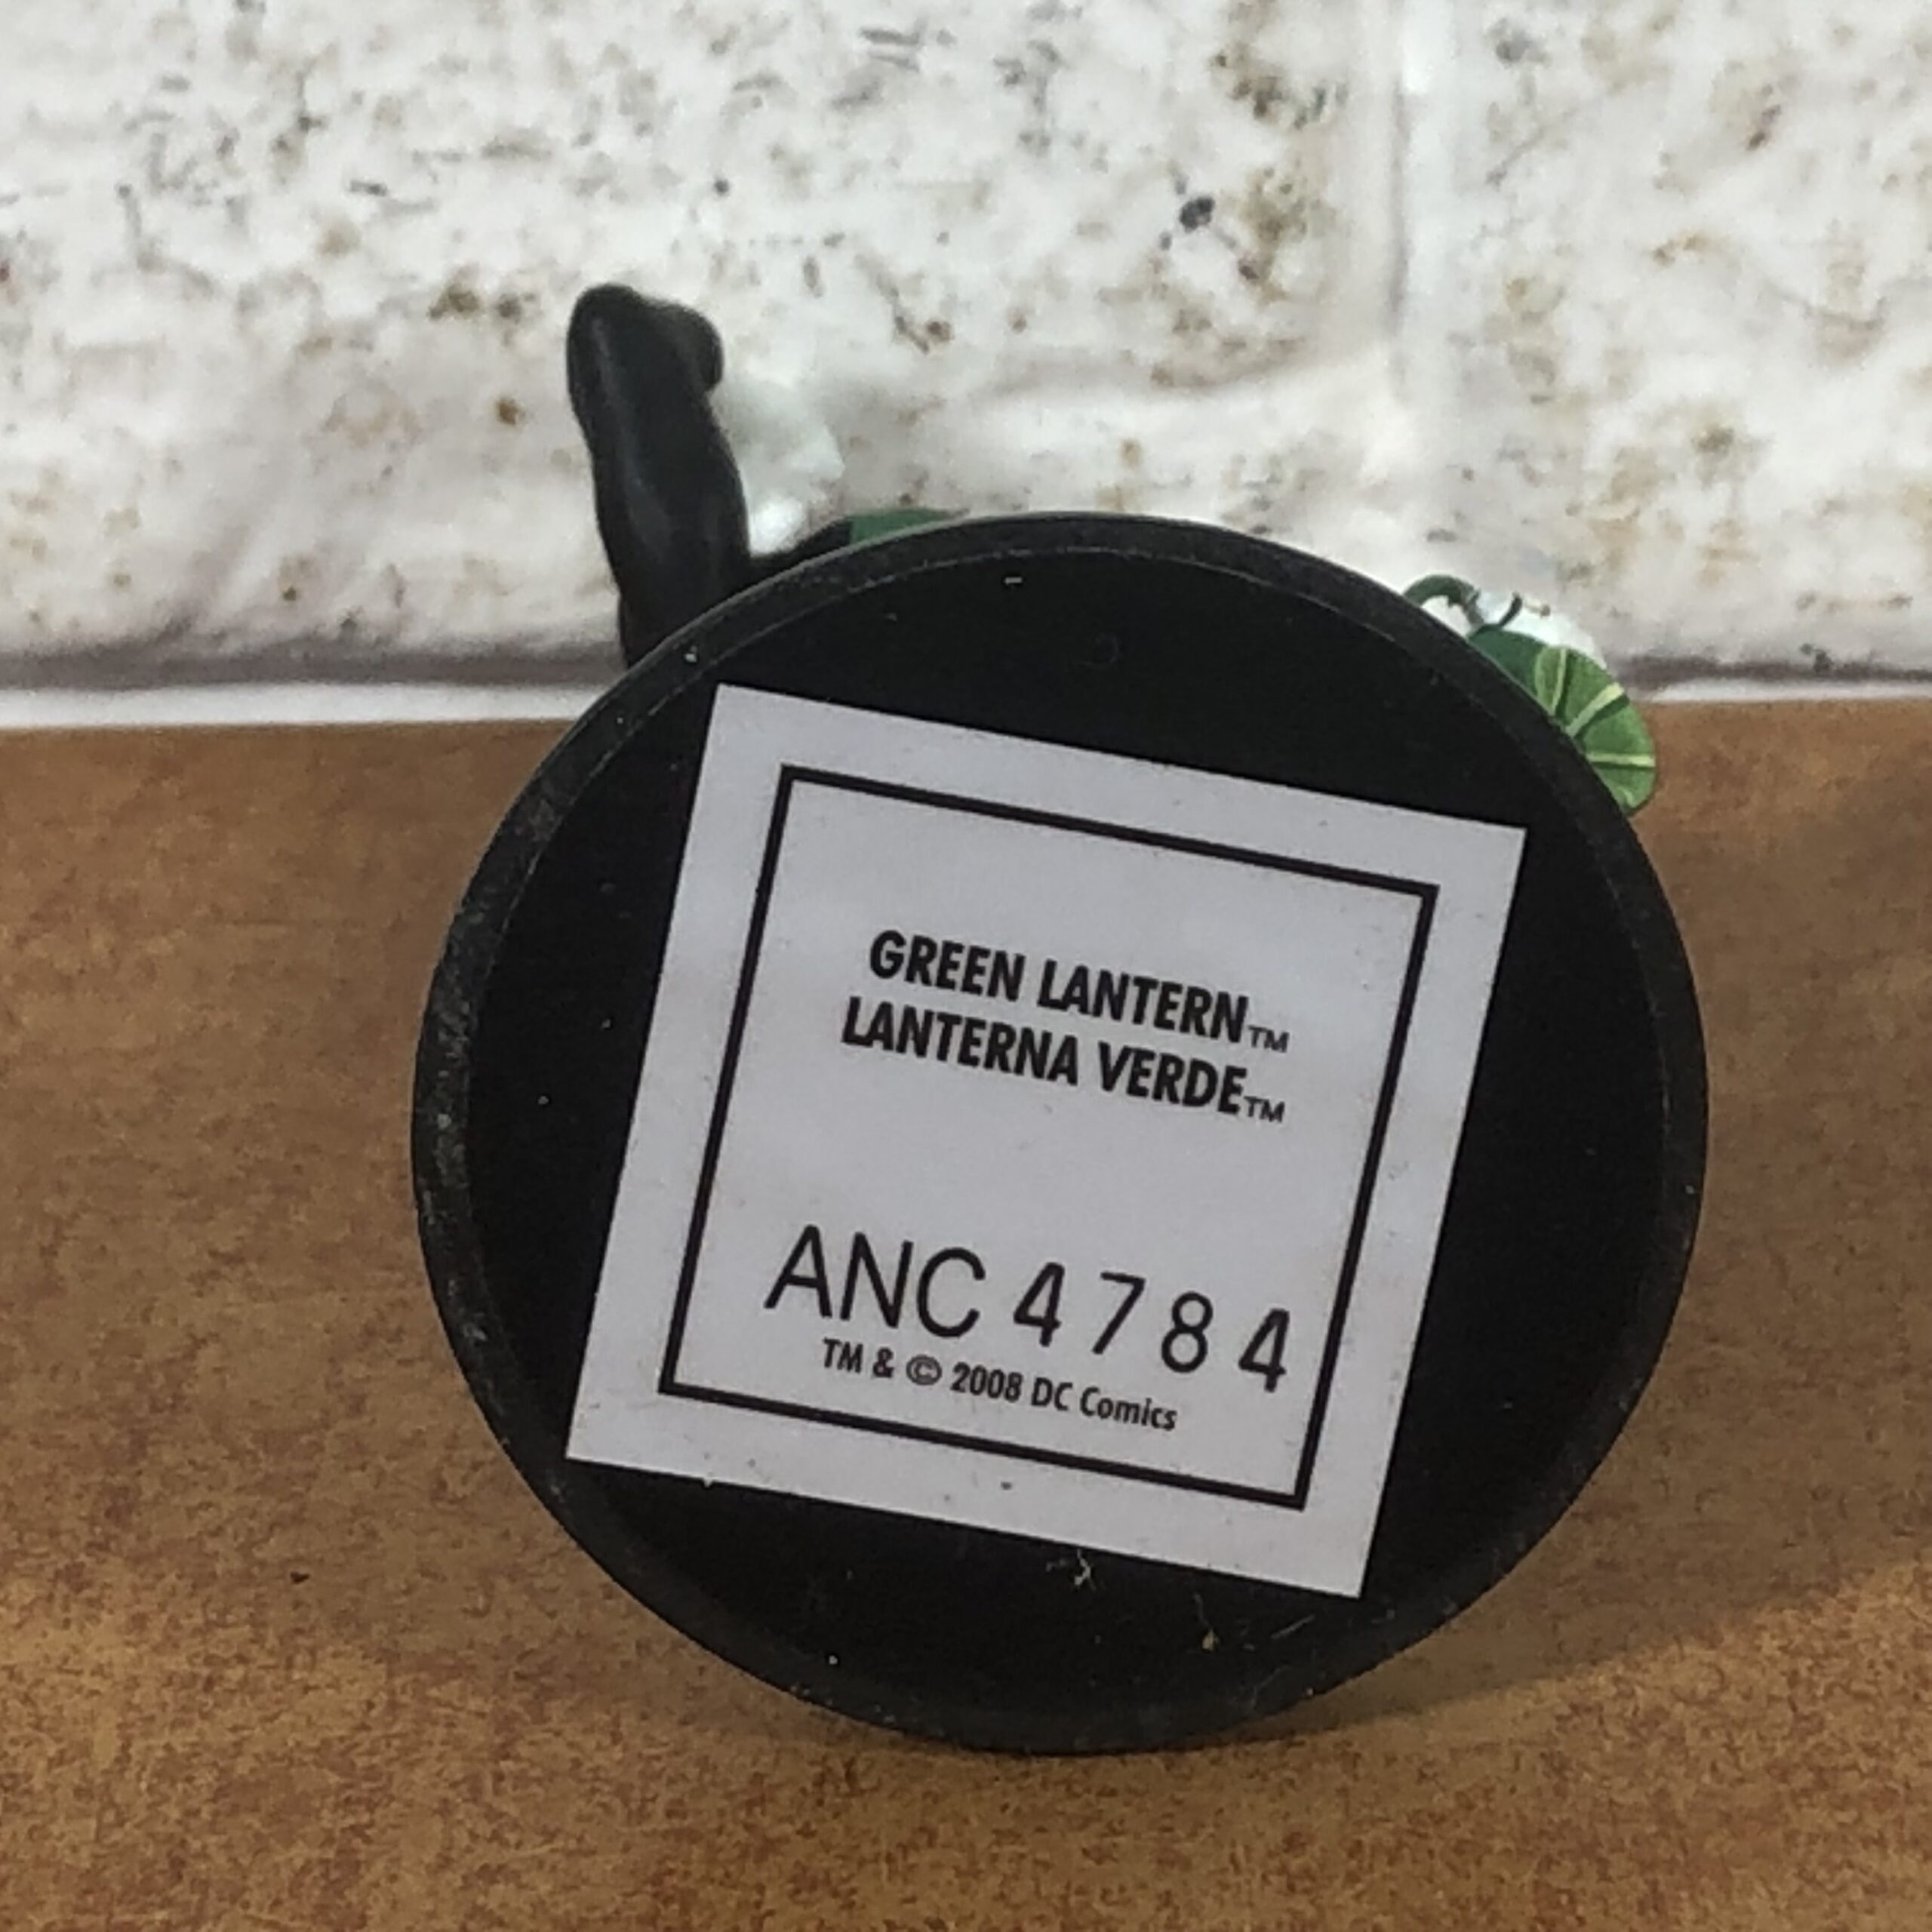 GREEN LANTERN™
LANTERNA VERDE™
ANC 4784
TM & © 2008 DC Comics